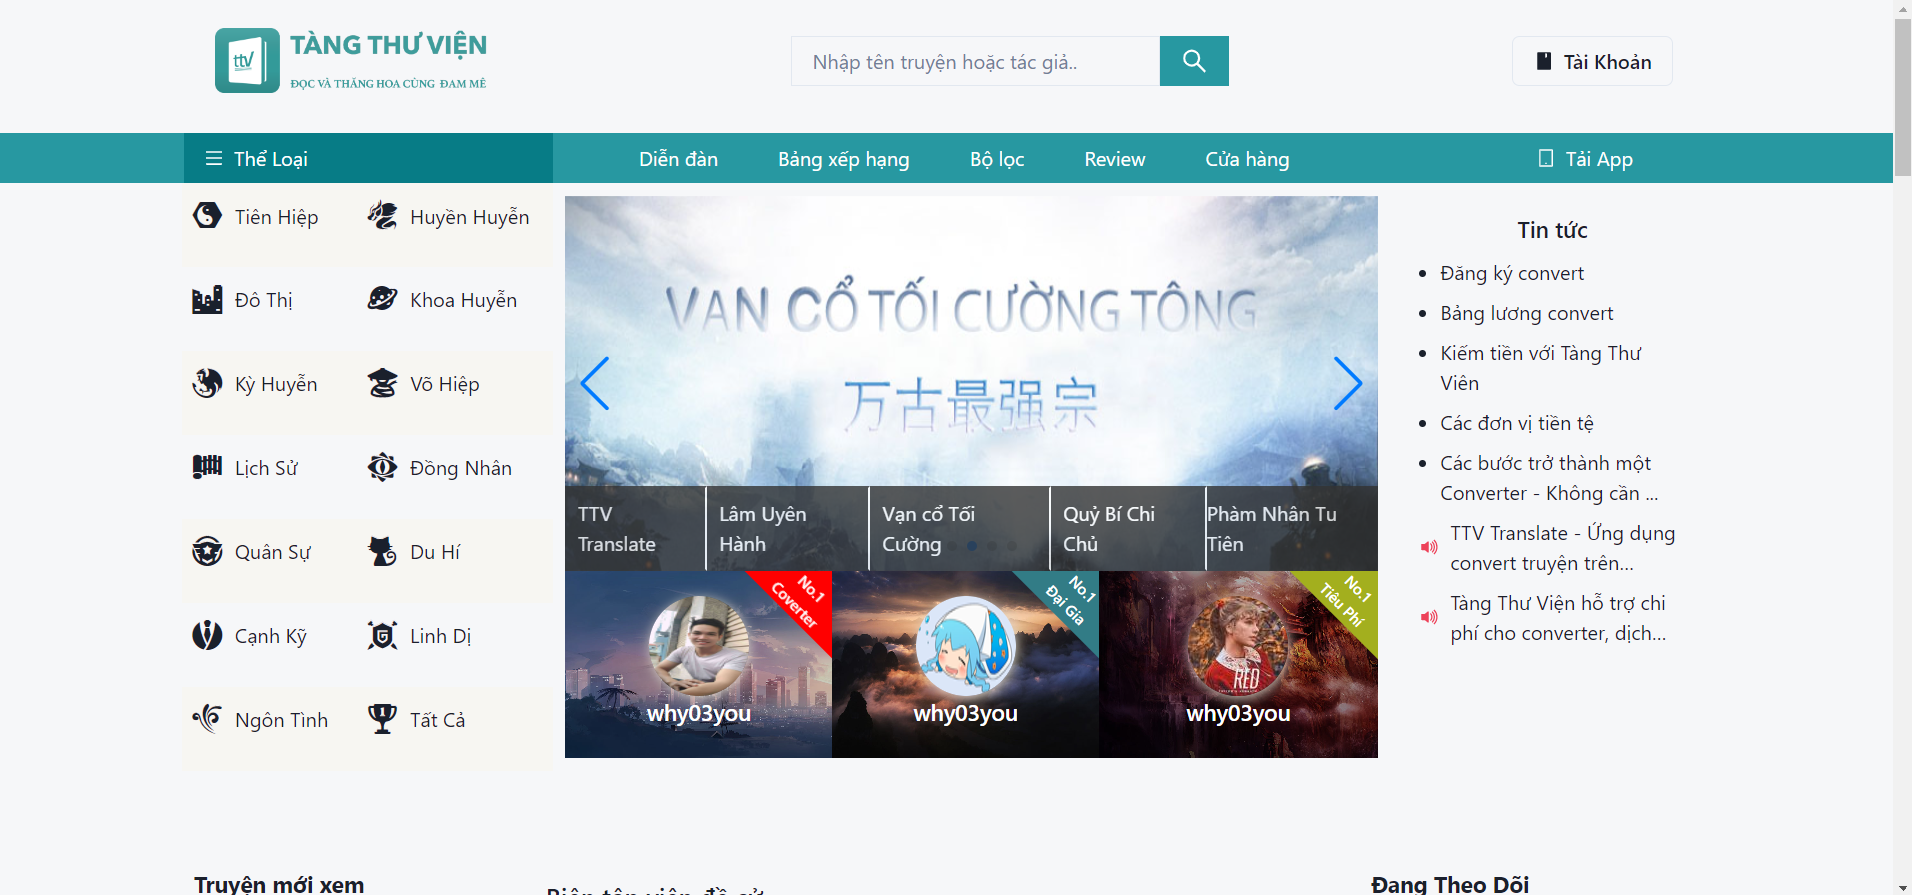 ttv
TÀNG THƯ VIỆN
ĐỌC VÀ THĂNG HOA CÙNG ĐAM MÊ
Nhập tên truyện hoặc tác giả..
Tài Khoản
Thể Loại
Diễn đàn
Bảng xếp hạng
Bộ lọc
Review
Cửa hàng
Tải App
Tiên Hiệp
Huyền Huyễn
Đô Thị
Khoa Huyễn
Kỳ Huyễn
Võ Hiệp
Lịch Sử
Đồng Nhân
Quân Sự
Du Hí
Cạnh Kỹ
Linh Dị
Ngôn Tình
Tất Cả
VẠN CỔ TỐI CƯỜNG TÔNG
万古最强宗
TTV
Translate
Lâm Uyên
Hành
Vạn cổ Tối
Cường
Quỷ Bí Chi
Chủ
Phàm Nhân Tu
Tiên
No.1
Coverter
why03you
No.1
Đại Gia
why03you
No.1
Tiêu Phí
RED
why03you
Tin tức
Đăng ký convert
Bảng lương convert
Kiếm tiền với Tàng Thư
Viên
Các đơn vị tiền tệ
Các bước trở thành một
Converter - Không cần ...
TTV Translate - Ứng dụng
convert truyện trên...
Tàng Thư Viện hỗ trợ chi
phí cho converter, dịch...
Truyện mới xem
Biên tập viên đề cử
Đang Theo Dõi